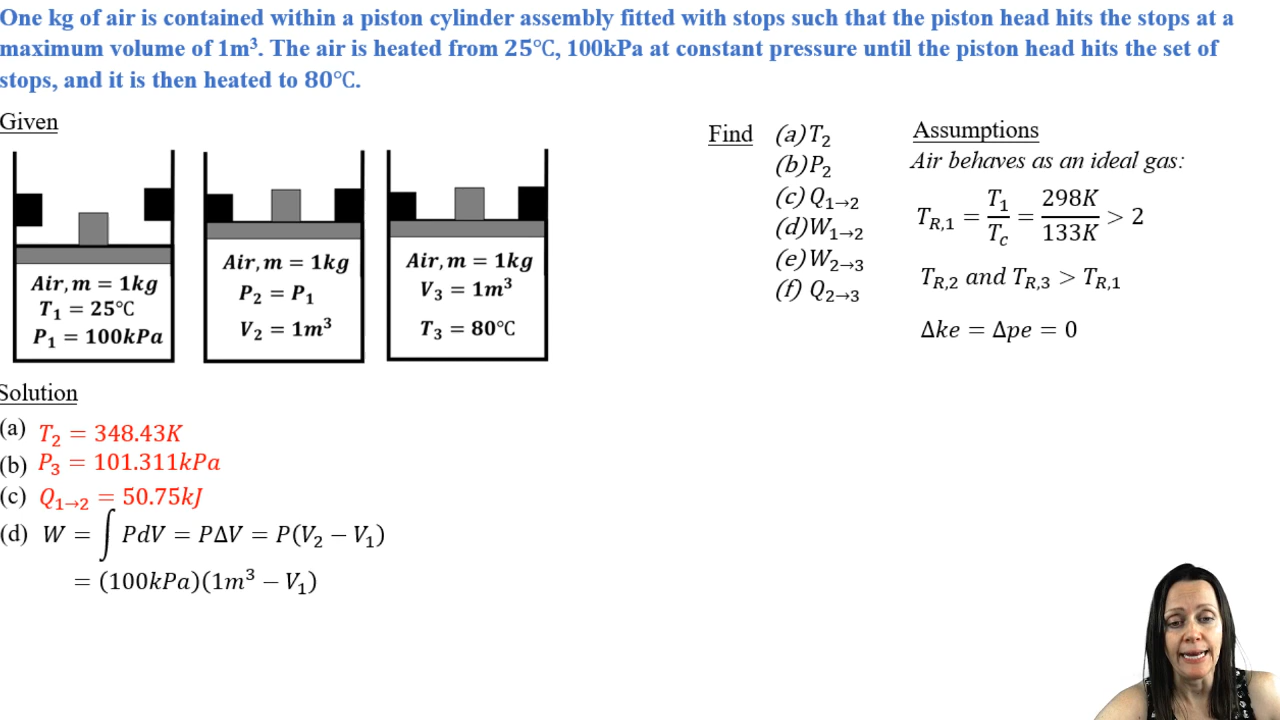 One kg of air is contained within a piston cylinder assembly fitted with stops such that the piston head hits the stops at a
maximum volume of 1m³. The air is heated from 25℃, 100kPa at constant pressure until the piston head hits the set of
stops, and it is then heated to 80℃.
Given
Air, m = 1kg
T₁ = 25℃
P₁ = 100kPa
Air, m = 1kg
P₂ = P₁
V₂ = 1m³
Air, m = 1kg
V₃ = 1m³
T₃ = 80℃
Find
(a) T₂
(b) P₂
(c) Q₁→₂
(d) W₁→₂
(e) W₂→₃
(f) Q₂→₃
Assumptions
Air behaves as an ideal gas:
T_R,1 = T₁/T_c = 298K/133K > 2
T_R,2 and T_R,3 > T_R,1
Δke = Δpe = 0
Solution
(a) T₂ = 348.43K
(b) P₃ = 101.311kPa
(c) Q₁→₂ = 50.75kJ
(d) W = ∫ PdV = PΔV = P(V₂ − V₁)
= (100kPa)(1m³ − V₁)